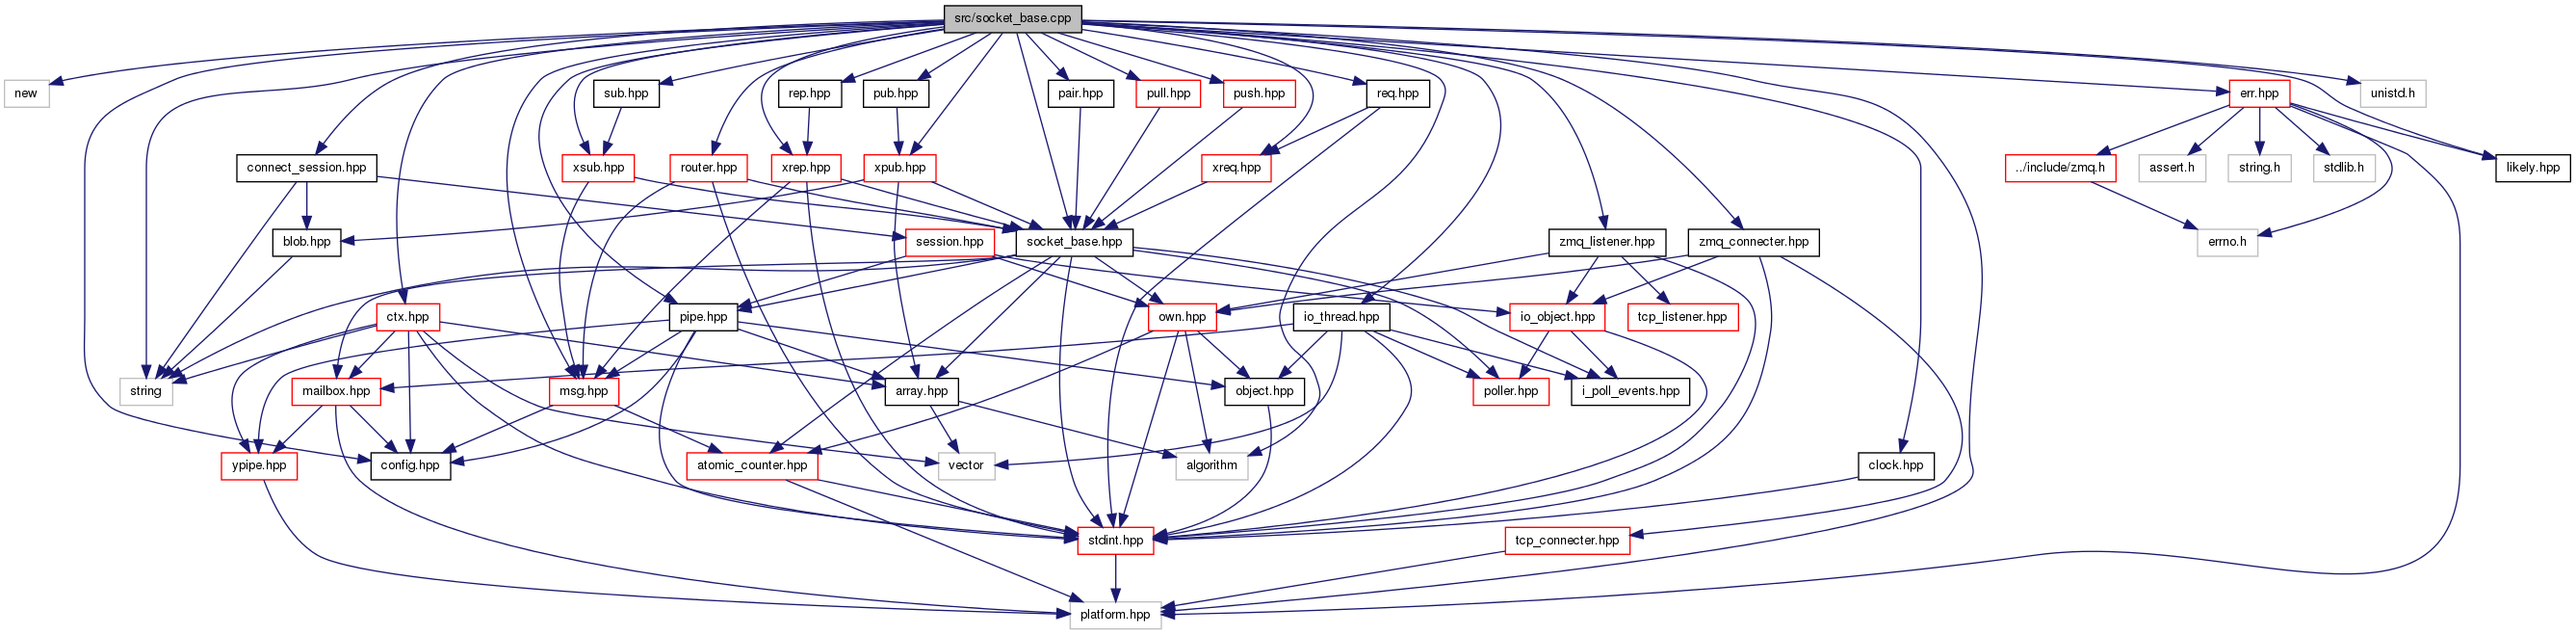 src/socket_base.cpp
new
sub.hpp
rep.hpp
pub.hpp
pair.hpp
pull.hpp
push.hpp
req.hpp
err.hpp
unistd.h
connect_session.hpp
xsub.hpp
router.hpp
xrep.hpp
xpub.hpp
xreq.hpp
../include/zmq.h
assert.h
string.h
stdlib.h
likely.hpp
blob.hpp
session.hpp
socket_base.hpp
zmq_listener.hpp
zmq_connecter.hpp
errno.h
ctx.hpp
pipe.hpp
own.hpp
io_thread.hpp
io_object.hpp
tcp_listener.hpp
string
mailbox.hpp
msg.hpp
array.hpp
object.hpp
poller.hpp
i_poll_events.hpp
ypipe.hpp
config.hpp
atomic_counter.hpp
vector
algorithm
clock.hpp
stdint.hpp
tcp_connecter.hpp
platform.hpp